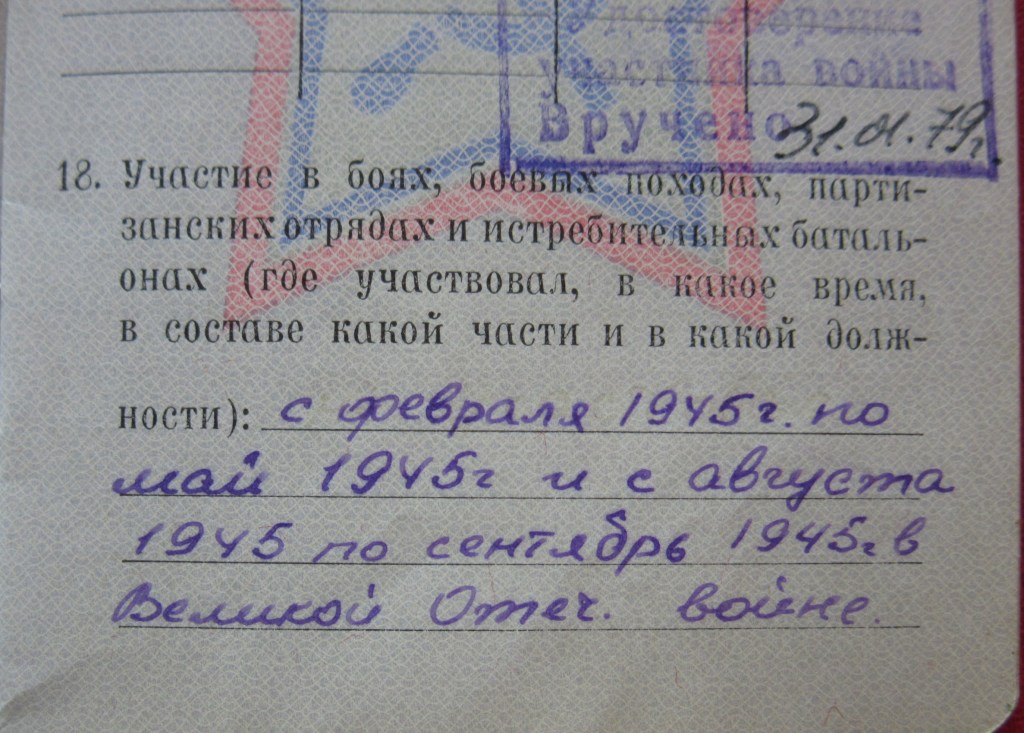 удостоверения
участника войны
Вручено 31.01.79г.
18. Участие в боях, боевых походах, парти-
занских отрядах и истребительных баталь-
онах (где участвовал, в какое время,
в составе какой части и в какой долж-
ности): с февраля 1945г. по
май 1945г и с августа
1945 по сентябрь 1945г. в
Великой Отеч. войне.